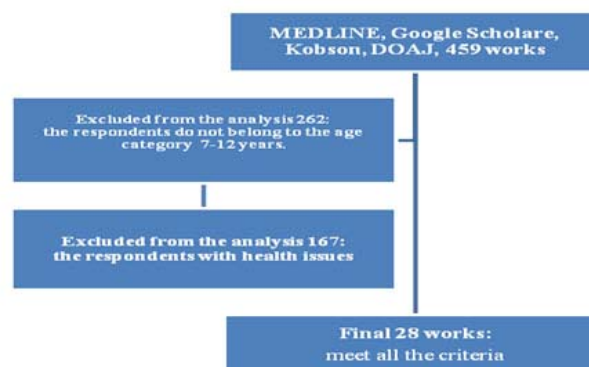 MEDLINE, Google Scholare,
Kobson, DOAJ, 459 works
Excluded from the analysis 262:
the respondents do not belong to the age
category 7-12 years.
Excluded from the analysis 167:
the respondents with health issues
Final 28 works:
meet all the criteria